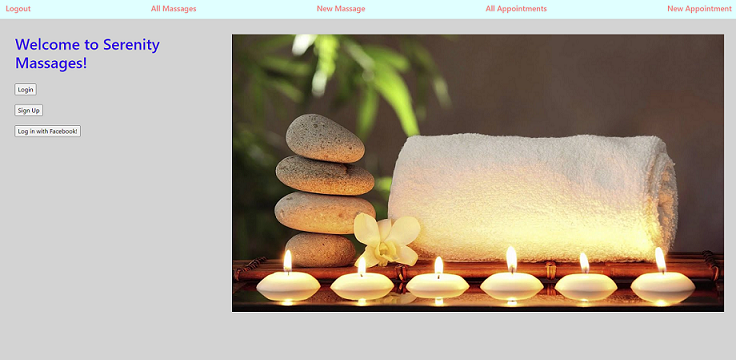 Logout All Massages New Massage All Appointments New Appointment
Welcome to Serenity
Massages!
Login
Sign Up
Log in with Facebook!